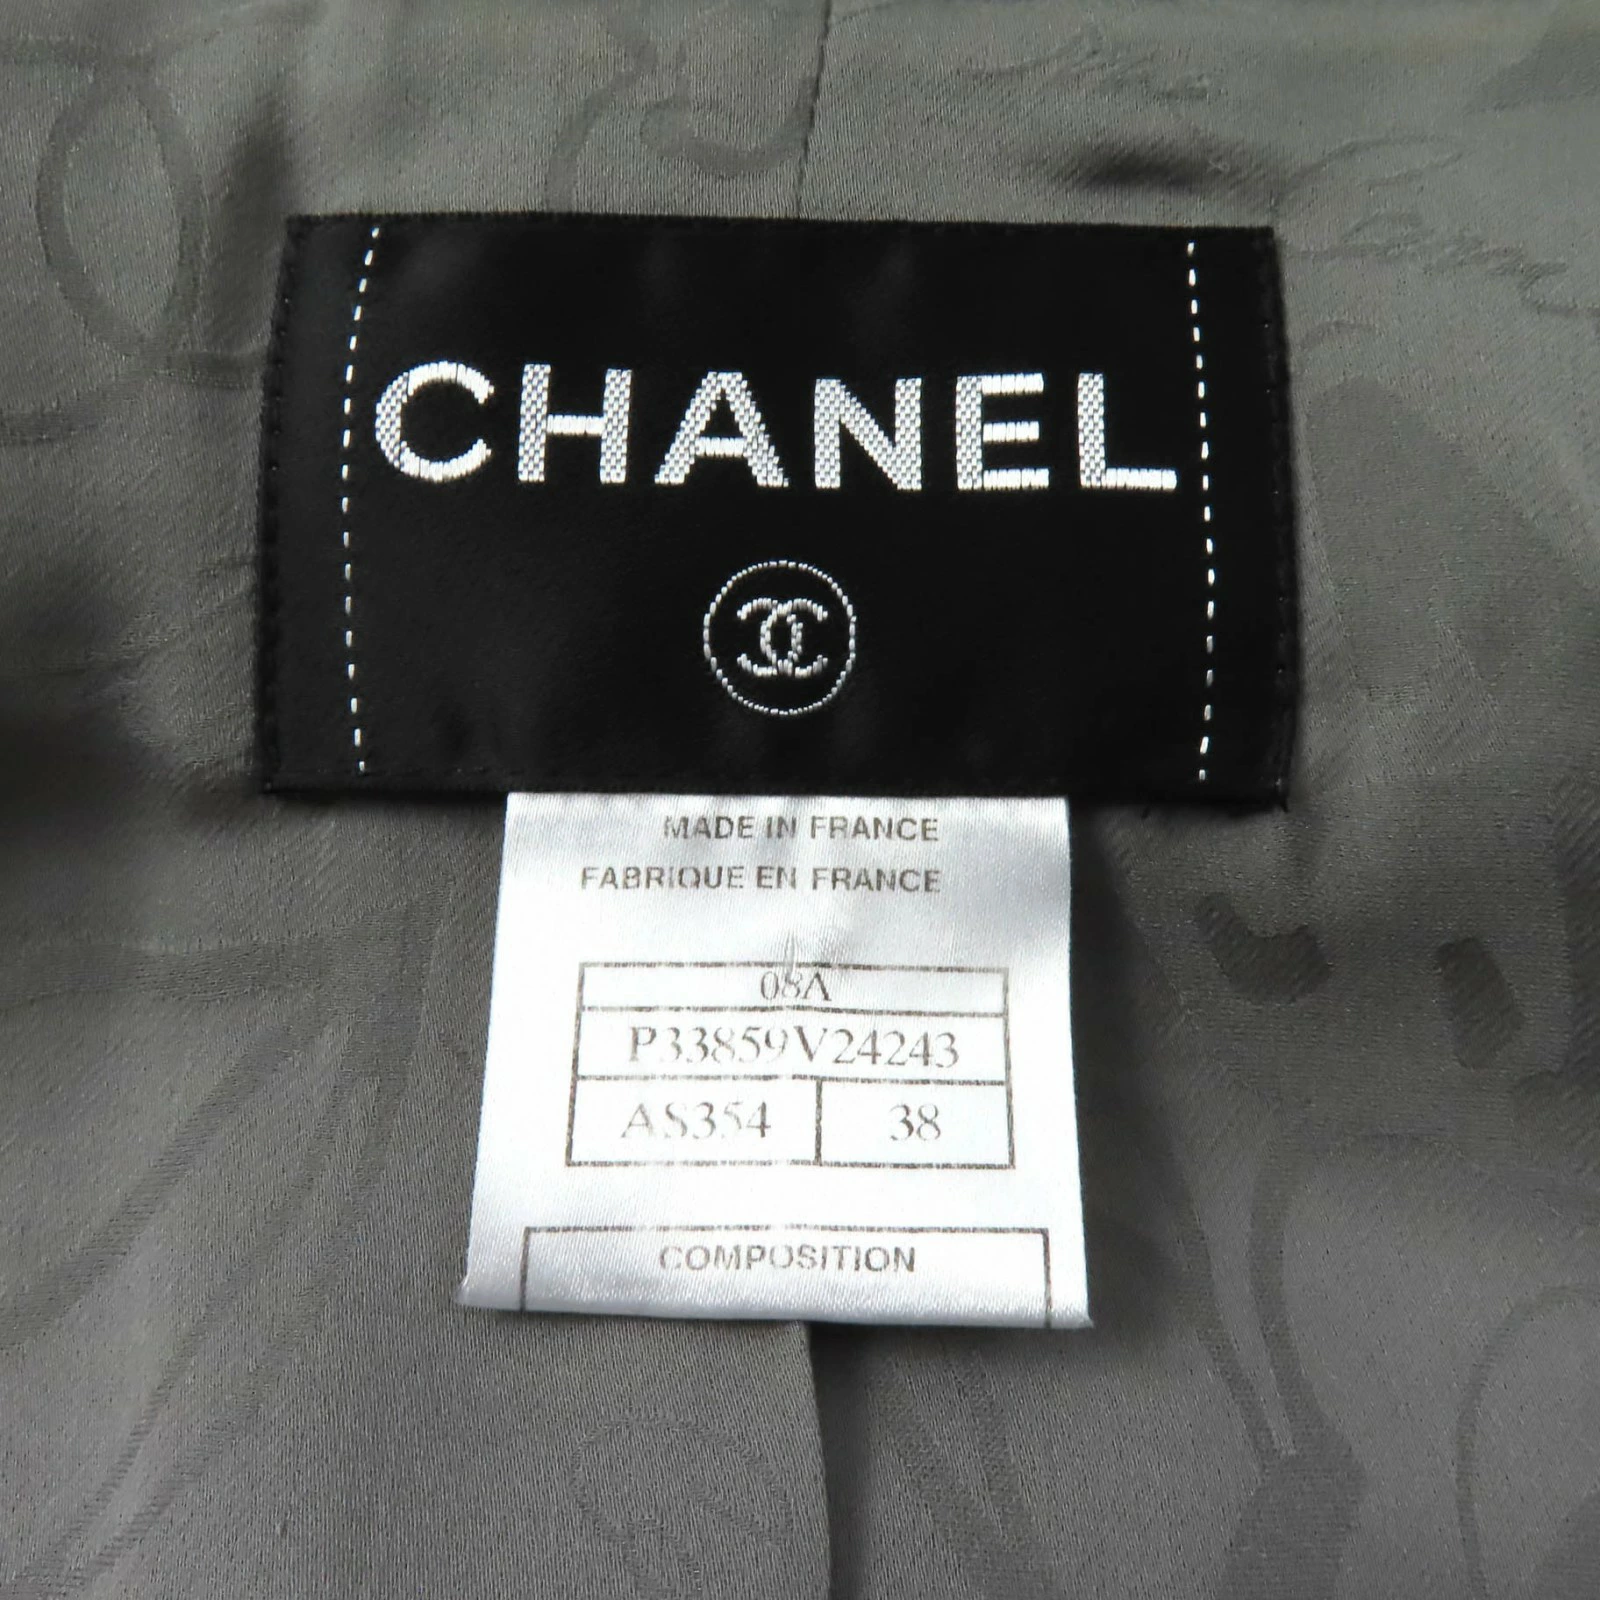 CHANEL
MADE IN FRANCE
FABRIQUE EN FRANCE
08A
P33859V24243
AS354 38
COMPOSITION